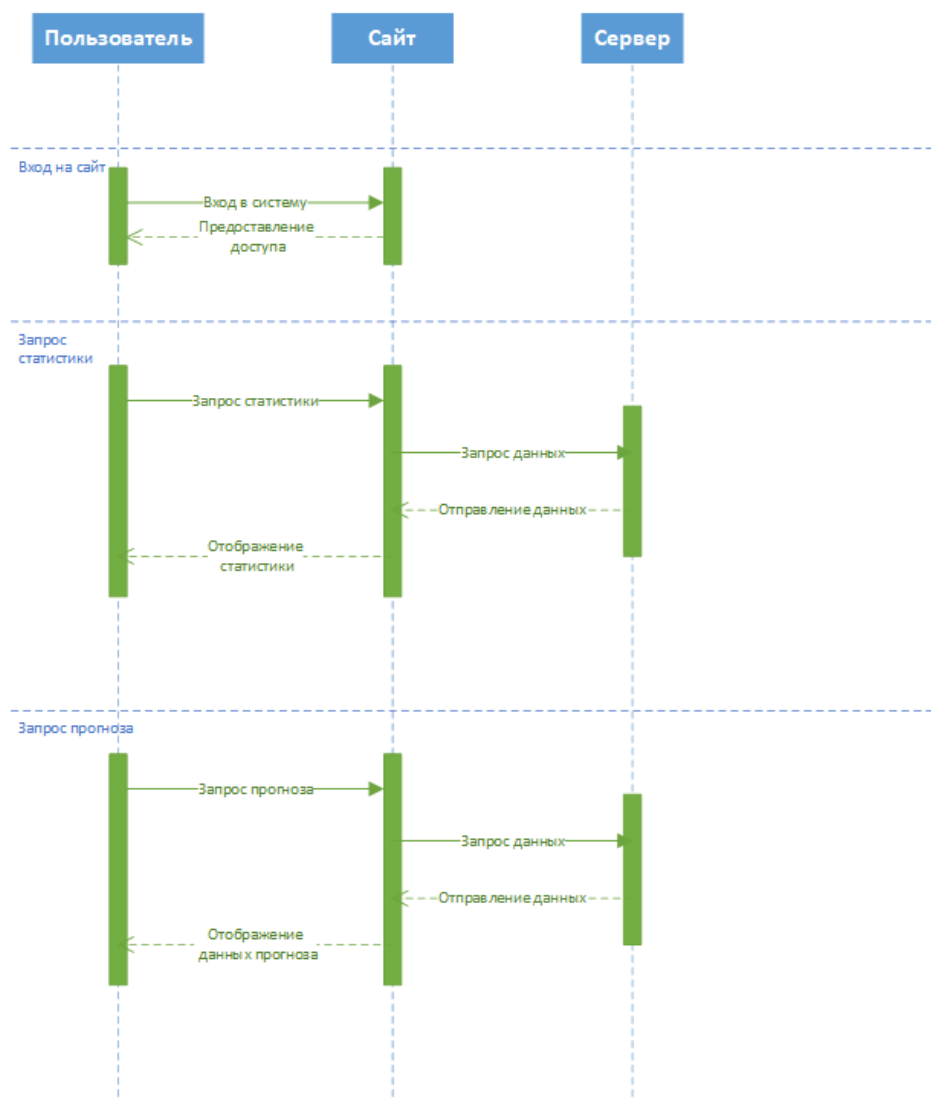 Пользователь
Сайт
Сервер
Вход на сайт
Вход в систему
Предоставление
доступа
Запрос
статистики
Запрос статистики
Запрос данных
Отправление данных
Отображение
статистики
Запрос прогноза
Запрос прогноза
Запрос данных
Отправление данных
Отображение
данных прогноза